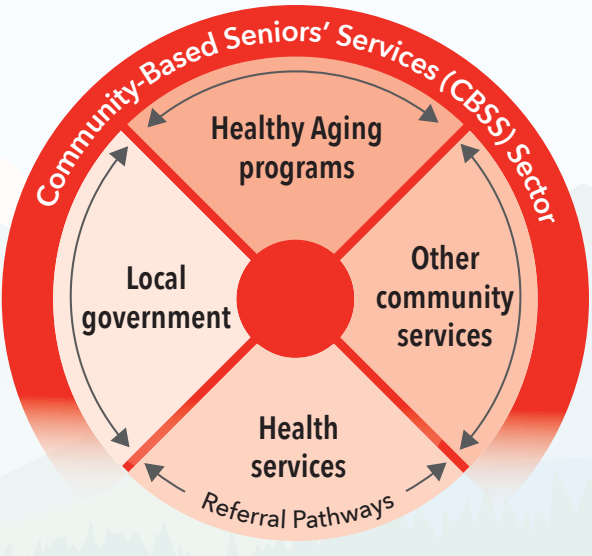 Community-Based Seniors’ Services (CBSS) Sector
Healthy Aging
programs
Local
government
Other
community
services
Health
services
Referral Pathways